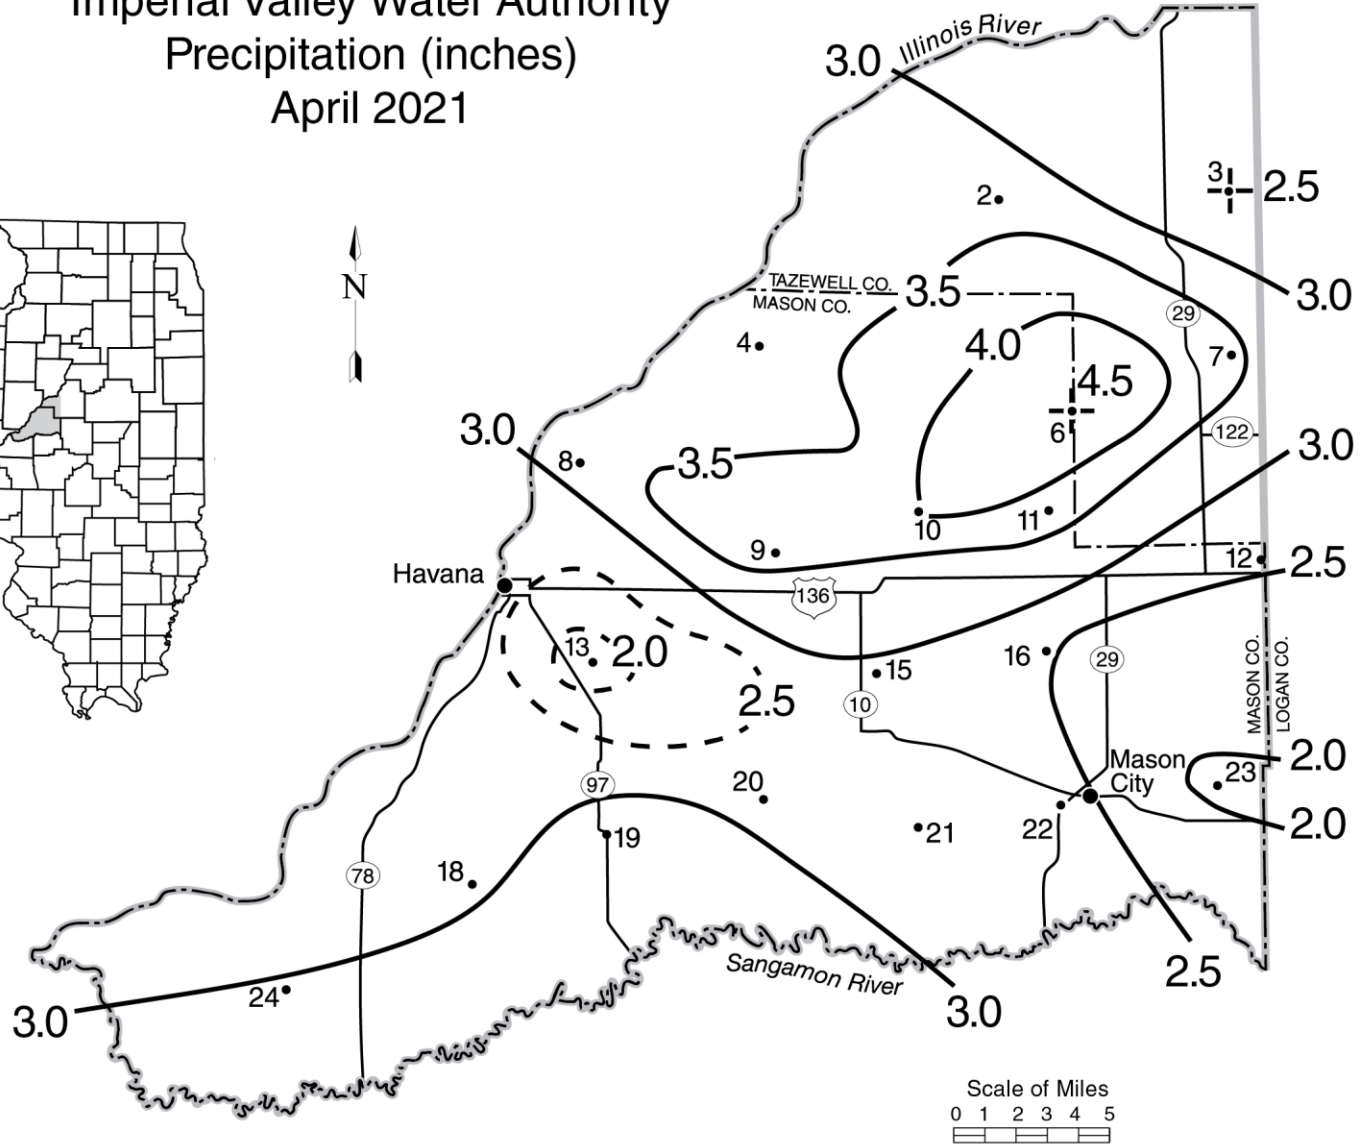 Imperial Valley Water Authority
Precipitation (inches)
April 2021
Illinois River
3.0
3
2.5
2
N
TAZEWELL CO.
3.5
3.0
MASON CO.
29
4
4.0
7
4.5
3.0
6
122
3.0
8
3.5
10
11
9
12
2.5
Havana
136
13
2.0
16
29
15
MASON CO.
LOGAN CO.
2.5
10
Mason
City
2.0
23
97
20
22
2.0
19
21
18
78
2.5
Sangamon River
24
3.0
3.0
Scale of Miles
0 1 2 3 4 5